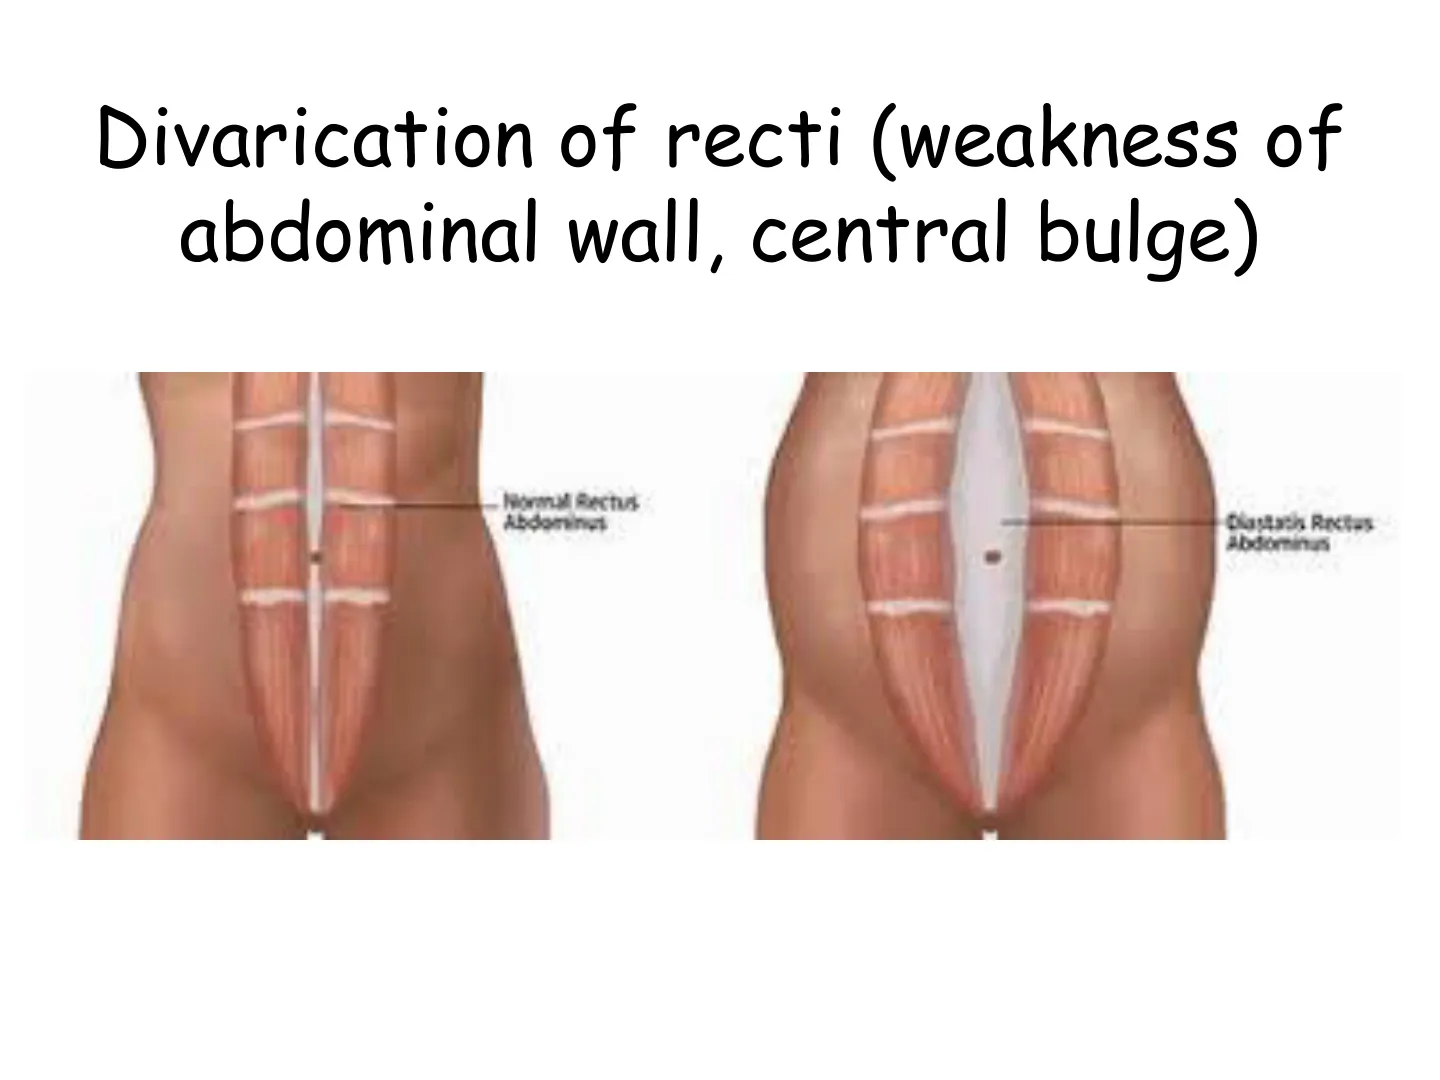 Divarication of recti (weakness of
abdominal wall, central bulge)
Normal Rectus
Abdominus
Diastatis Rectus
Abdominus